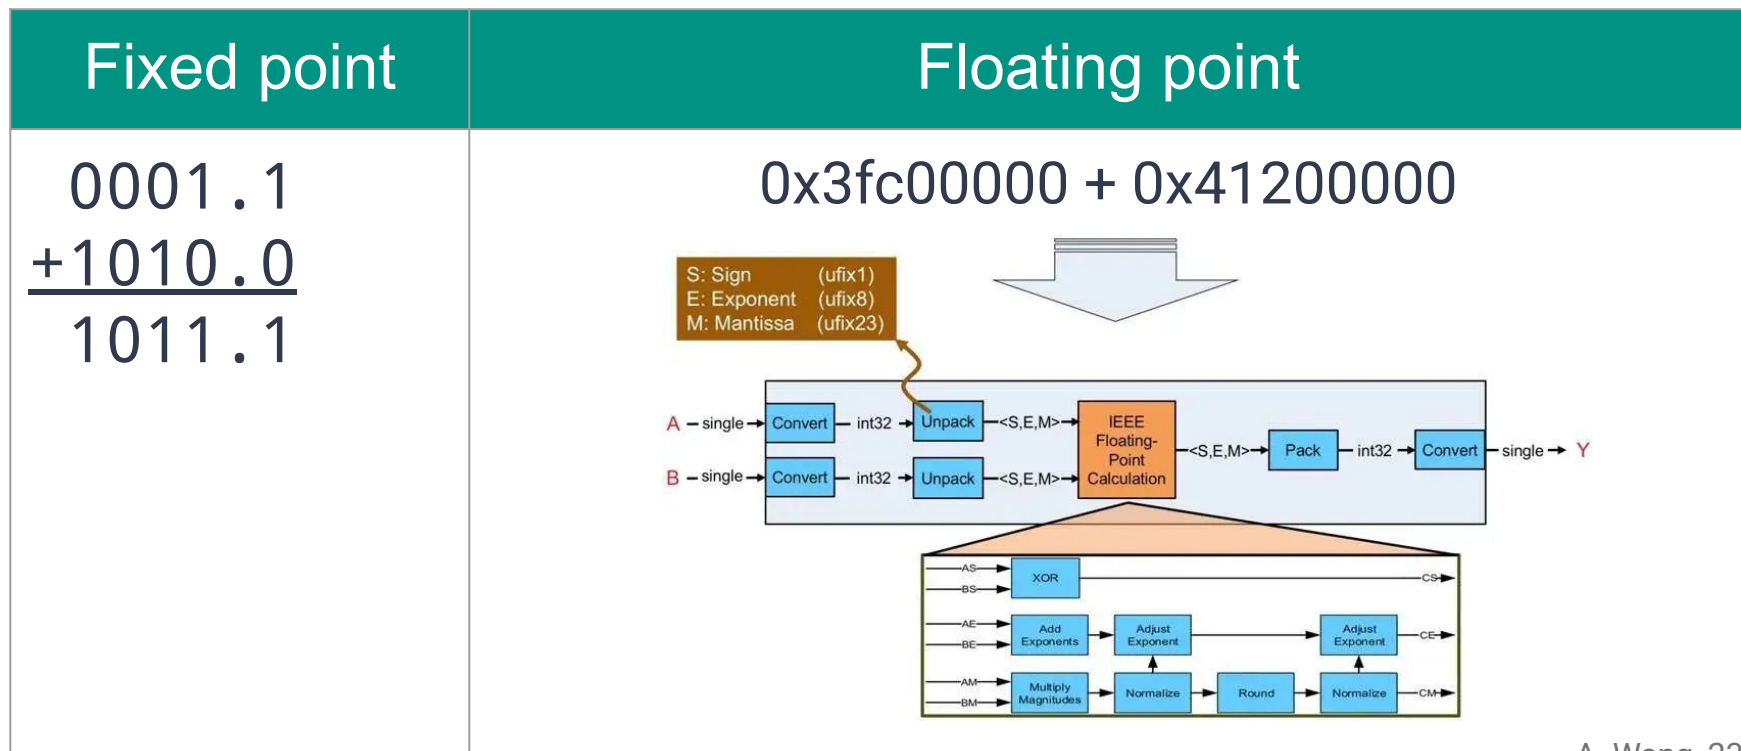 Fixed point
Floating point
0001.1
+1010.0
1011.1
0x3fc00000 + 0x41200000
S: Sign (ufix1)
E: Exponent (ufix8)
M: Mantissa (ufix23)
A single Convert int32 Unpack <S,E,M>
B single Convert int32 Unpack <S,E,M>
IEEE
Floating-
Point
Calculation
<S,E,M> Pack int32 Convert single Y
AS
BS
XOR
CS
AE
BE
Add
Exponents
Adjust
Exponent
Adjust
Exponent
CE
AM
BM
Multiply
Magnitudes
Normalize
Round
Normalize
CM